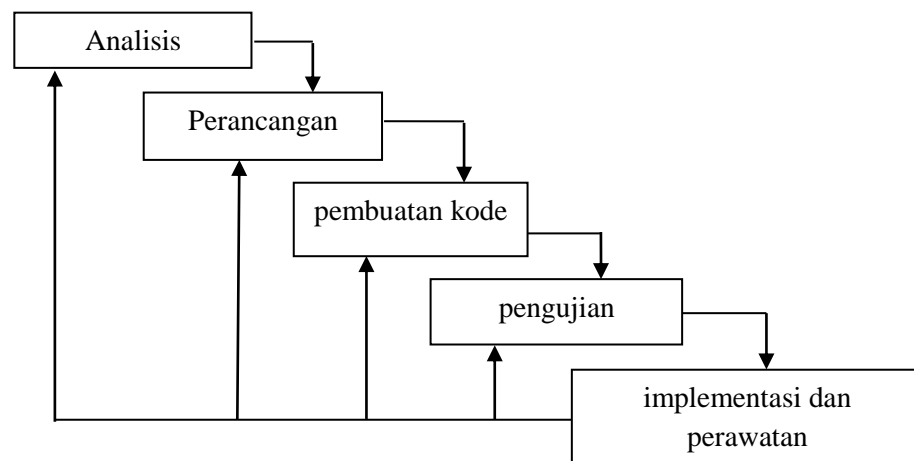 Analisis
Perancangan
pembuatan kode
pengujian
implementasi dan
perawatan